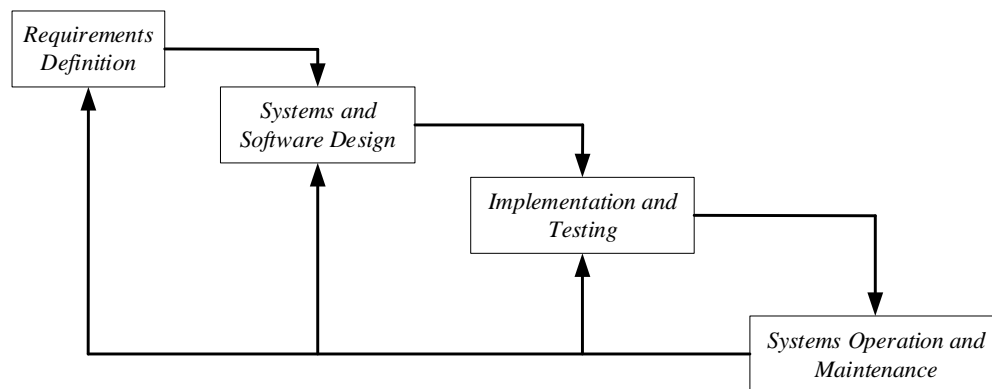 Requirements
Definition
Systems and
Software Design
Implementation and
Testing
Systems Operation and
Maintenance